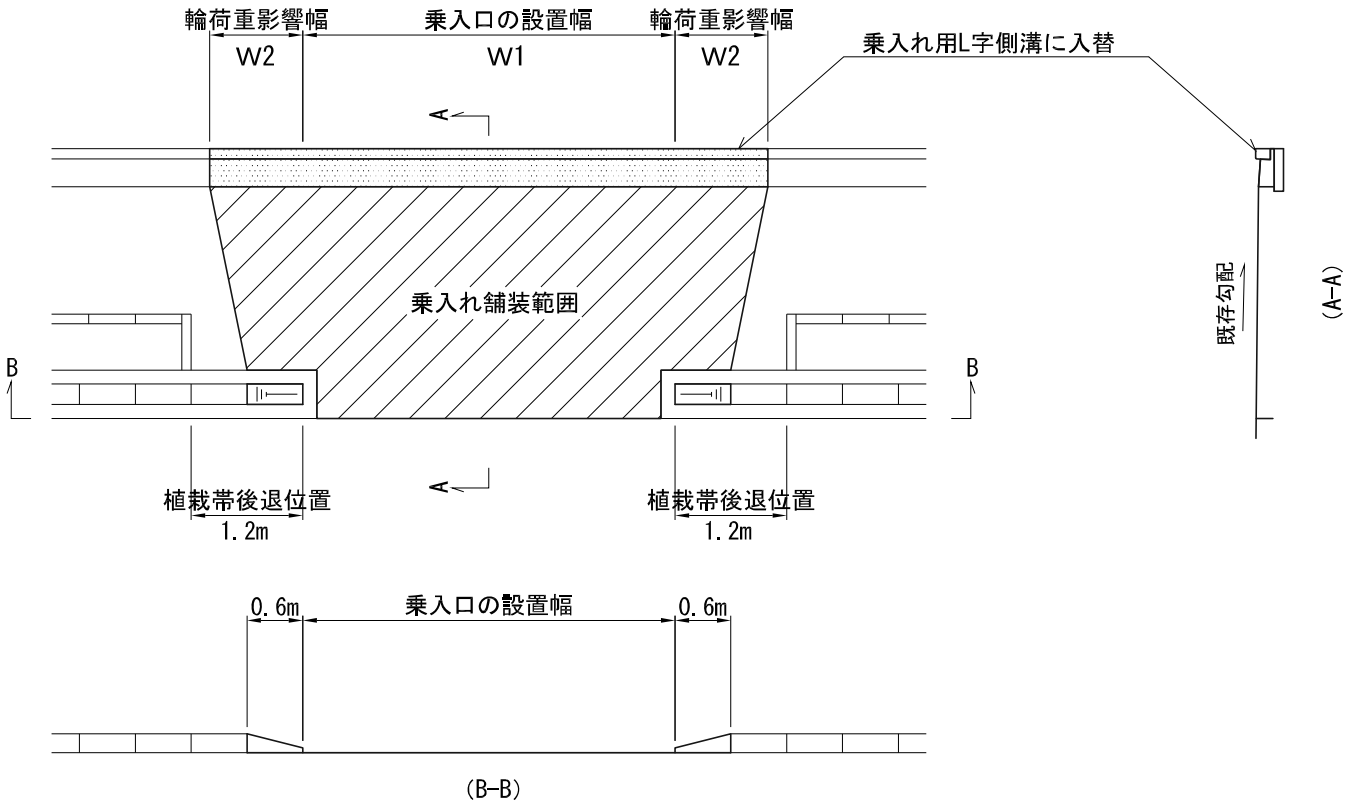 輪荷重影響幅
乗入口の設置幅
輪荷重影響幅
W2
W1
W2
乗入れ用L字側溝に入替
A
乗入れ舗装範囲
既存勾配
(A-A)
B
B
A
植栽帯後退位置
1.2m
植栽帯後退位置
1.2m
0.6m
乗入口の設置幅
0.6m
(B-B)